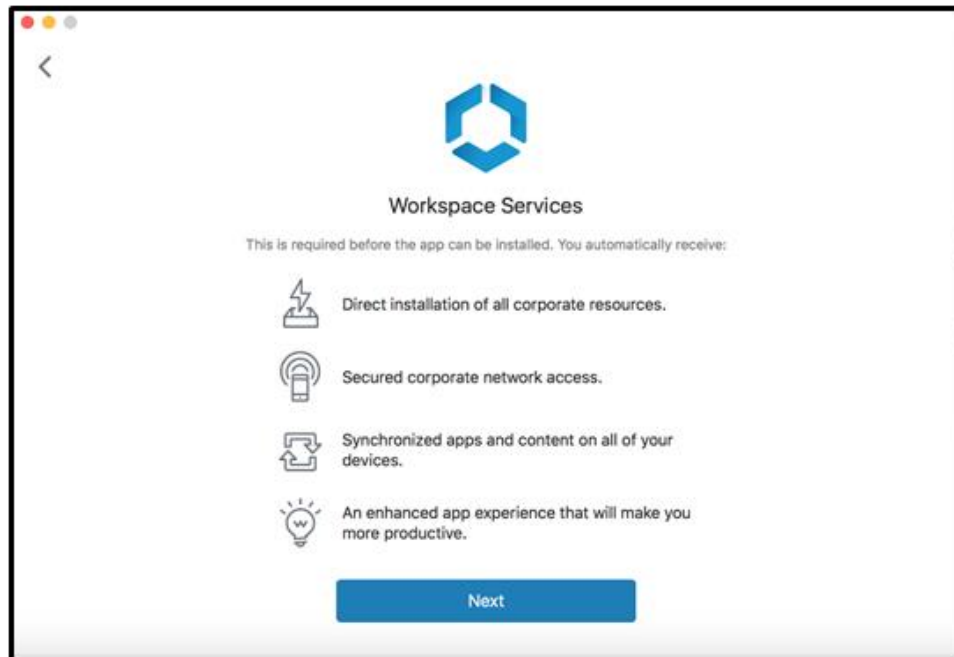 Workspace Services
This is required before the app can be installed. You automatically receive:
Direct installation of all corporate resources.
Secured corporate network access.
Synchronized apps and content on all of your
devices.
An enhanced app experience that will make you
more productive.
Next